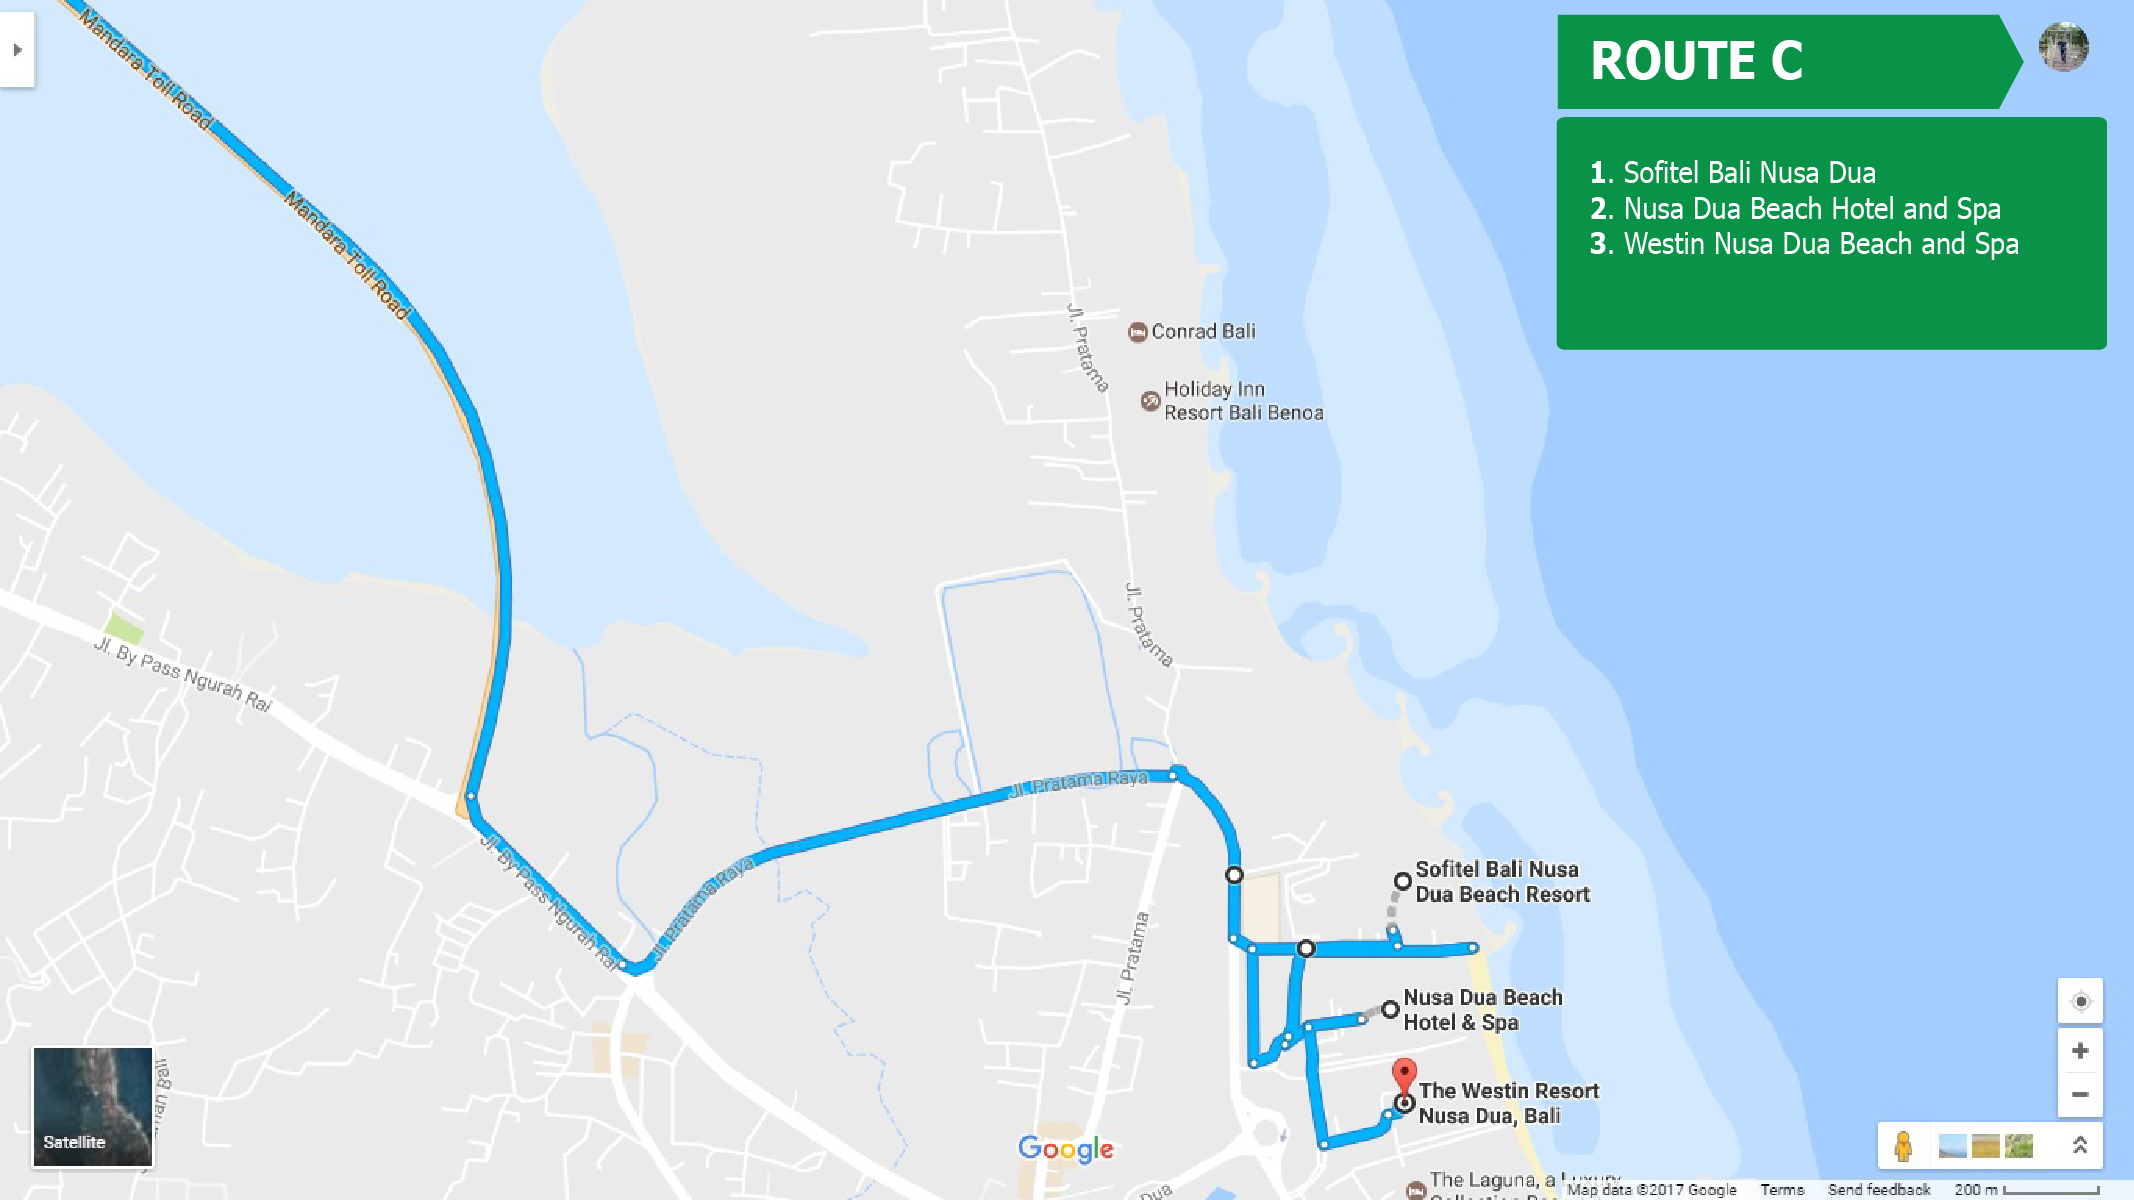 Mandara Toll Road
Mandara Toll Road
ROUTE C
1. Sofitel Bali Nusa Dua
2. Nusa Dua Beach Hotel and Spa
3. Westin Nusa Dua Beach and Spa
Jl. Pratama
Conrad Bali
Holiday Inn
Resort Bali Benoa
Jl. Pratama
Jl. By Pass Ngurah Rai
Jl. Pratama Raya
Jl. By Pass Ngurah Rai
Jl. Pratama Raya
Jl. Pratama
Sofitel Bali Nusa
Dua Beach Resort
Nusa Dua Beach
Hotel & Spa
The Westin Resort
Nusa Dua, Bali
Satellite
Google
Dua
The Laguna, a Luxury
Map data ©2017 Google Terms Send feedback 200 m